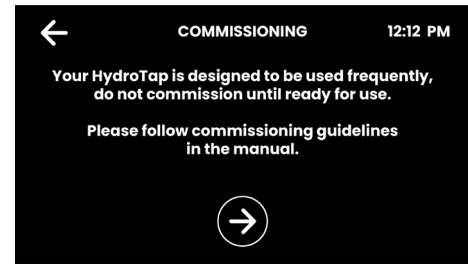 COMMISSIONING 12:12 PM
Your HydroTap is designed to be used frequently,
do not commission until ready for use.
Please follow commissioning guidelines
in the manual.